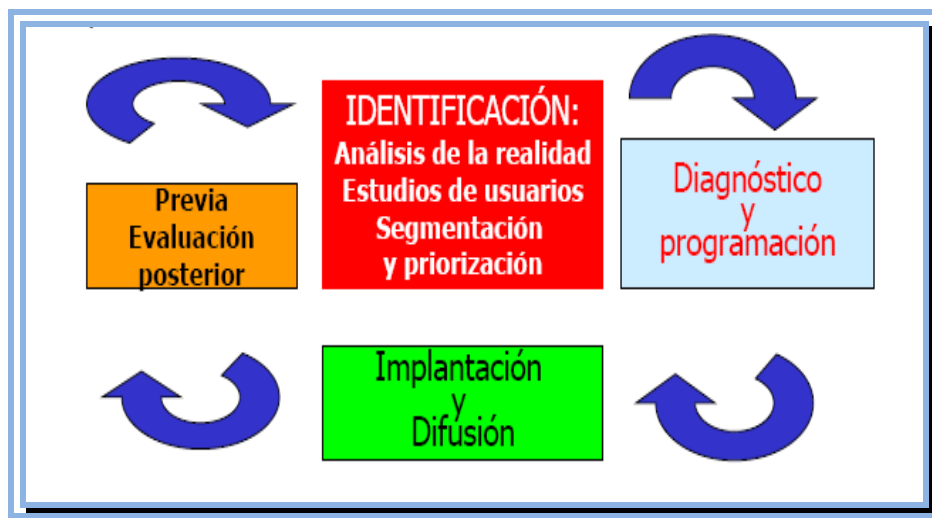 Previa
Evaluación
posterior
IDENTIFICACIÓN:
Análisis de la realidad
Estudios de usuarios
Segmentación
y priorización
Diagnóstico
y
programación
Implantación
y
Difusión